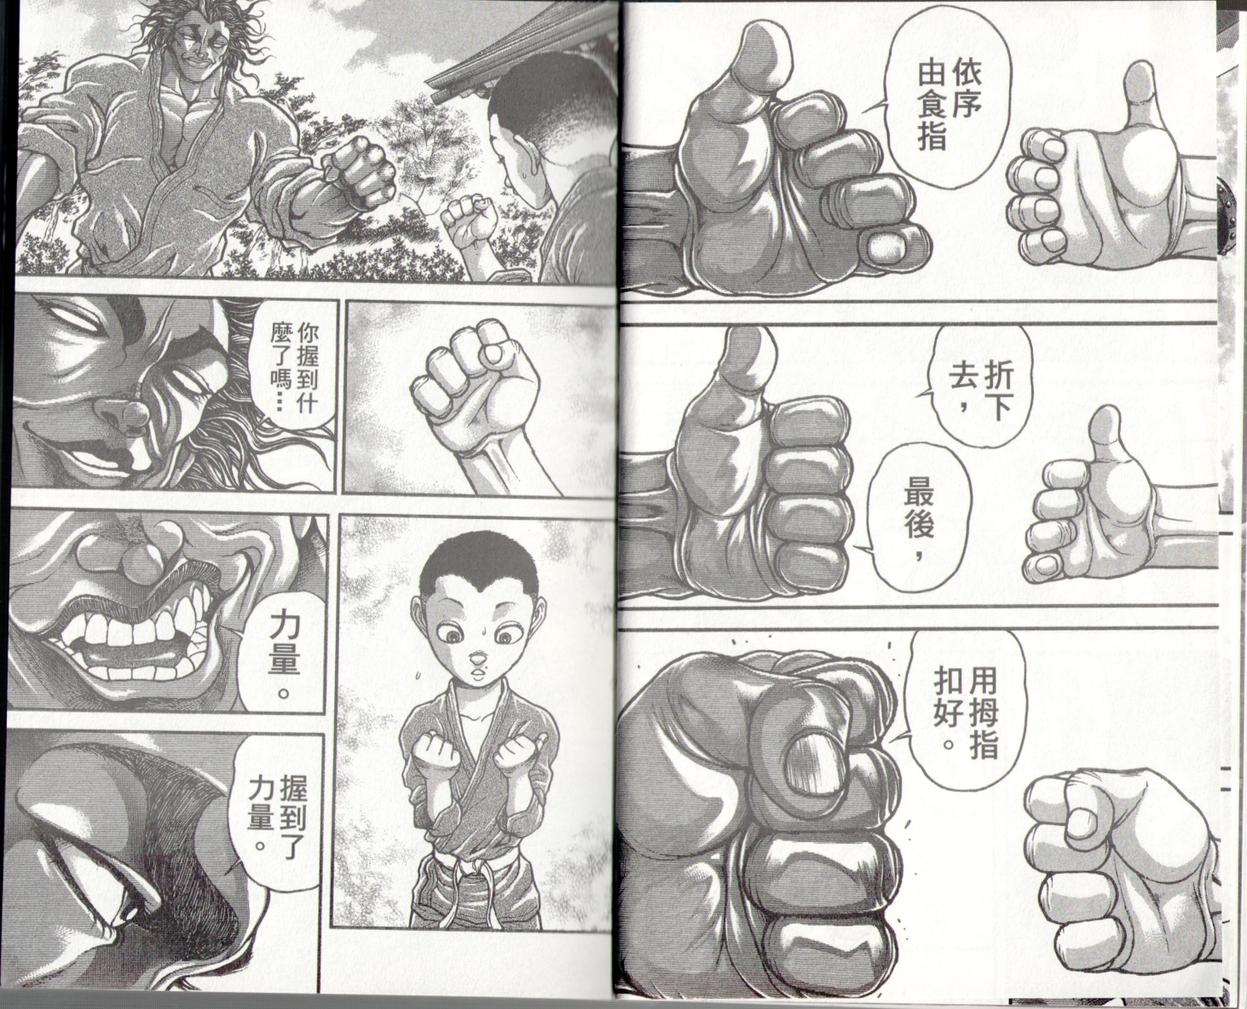 依序
由食指
折下
去，
最後，
用拇指
扣好。
你握到什
麼了嗎…
力量。
握到了
力量。